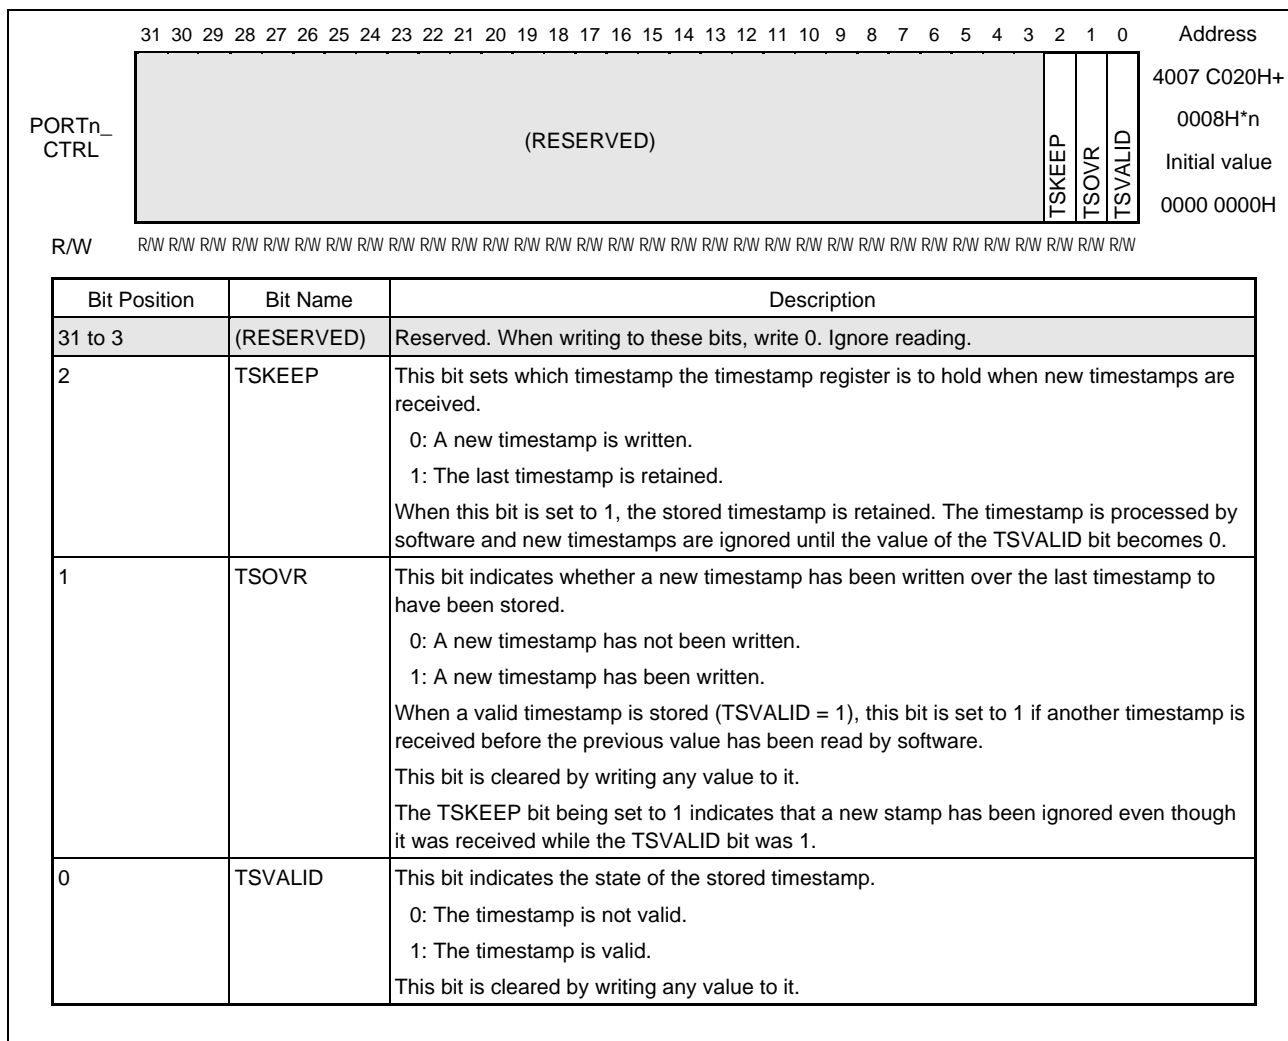 31 30 29 28 27 26 25 24 23 22 21 20 19 18 17 16 15 14 13 12 11 10 9 8 7 6 5 4 3 2 1 0 Address
4007 C020H+
0008H*n
Initial value
0000 0000H
PORTn_
CTRL
(RESERVED)
TSKEEP
TSOVR
TSVALID
R/W R/W R/W R/W R/W R/W R/W R/W R/W R/W R/W R/W R/W R/W R/W R/W R/W R/W R/W R/W R/W R/W R/W R/W R/W R/W R/W R/W R/W R/W R/W R/W R/W
Bit Position Bit Name Description
31 to 3 (RESERVED) Reserved. When writing to these bits, write 0. Ignore reading.
2 TSKEEP This bit sets which timestamp the timestamp register is to hold when new timestamps are
received.
0: A new timestamp is written.
1: The last timestamp is retained.
When this bit is set to 1, the stored timestamp is retained. The timestamp is processed by
software and new timestamps are ignored until the value of the TSVALID bit becomes 0.
1 TSOVR This bit indicates whether a new timestamp has been written over the last timestamp to
have been stored.
0: A new timestamp has not been written.
1: A new timestamp has been written.
When a valid timestamp is stored (TSVALID = 1), this bit is set to 1 if another timestamp is
received before the previous value has been read by software.
This bit is cleared by writing any value to it.
The TSKEEP bit being set to 1 indicates that a new stamp has been ignored even though
it was received while the TSVALID bit was 1.
0 TSVALID This bit indicates the state of the stored timestamp.
0: The timestamp is not valid.
1: The timestamp is valid.
This bit is cleared by writing any value to it.